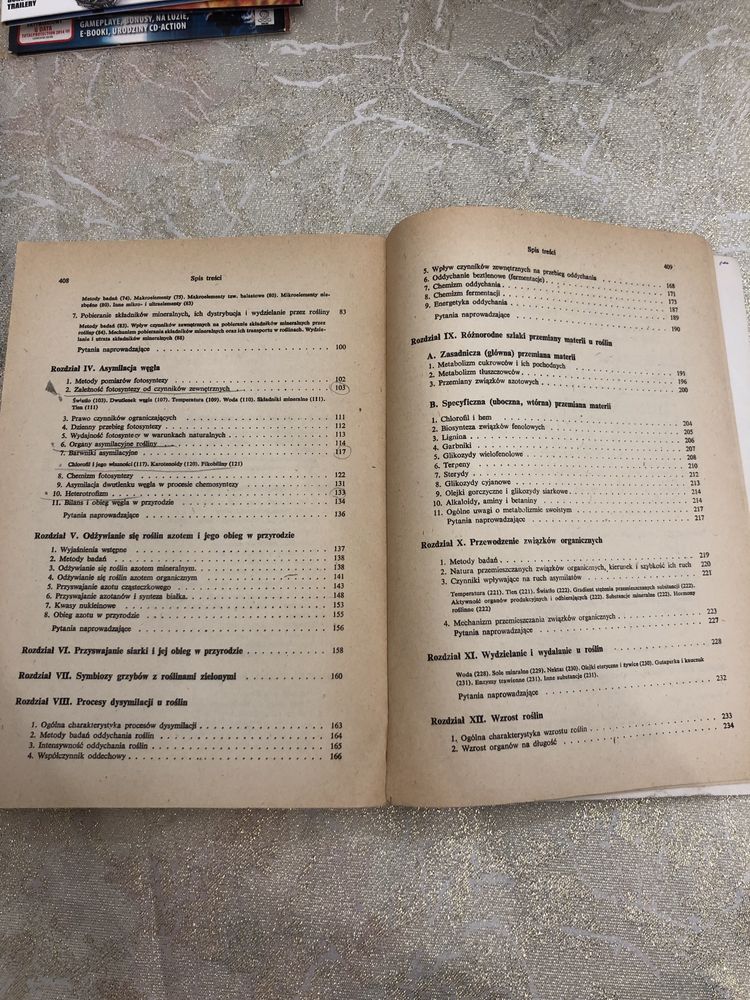 TRAILERY
G DATA
TOTALPROTECTION 2014
GAMEPLAYE, BONUSY, NA LUZIE,
E-BOOKI, URODZINY CD-ACTION
408 Spis treści
Metody badań (74). Makroelementy (75). Makroelementy tzw. balastowe (80). Mikroelementy nie-
zbędne (80). Inne mikro- i ultraelementy (83)
7. Pobieranie składników mineralnych, ich dystrybucja i wydzielanie przez rośliny 83
Metody badań (83). Wpływ czynników zewnętrznych na pobieranie składników mineralnych przez
rośliny (84). Mechanizm pobierania składników mineralnych oraz ich transportu w roślinach. Wydzie-
lanie i utrata składników mineralnych (98)
Pytania naprowadzające 100
Rozdział IV. Asymilacja węgla
1. Metody pomiarów fotosyntezy 102
2. Zależność fotosyntezy od czynników zewnętrznych 103
Światło (103). Dwutlenek węgla (107). Temperatura (109). Woda (110). Składniki mineralne (111).
Tlen (111)
3. Prawo czynników ograniczających 111
4. Dzienny przebieg fotosyntezy 112
5. Wydajność fotosyntezy w warunkach naturalnych 113
6. Organy asymilacyjne rośliny 114
7. Barwniki asymilacyjne 117
Chlorofil i jego własności (117). Karotenoidy (120). Fikobiliny (121)
8. Chemizm fotosyntezy 122
9. Asymilacja dwutlenku węgla w procesie chemosyntezy 131
10. Heterotrofizm 133
11. Bilans i obieg węgla w przyrodzie 134
Pytania naprowadzające 136
Rozdział V. Odżywianie się roślin azotem i jego obieg w przyrodzie
1. Wyjaśnienia wstępne 137
2. Metody badań 138
3. Odżywianie się roślin azotem mineralnym 138
4. Odżywianie się roślin azotem organicznym 141
5. Przyswajanie azotu cząsteczkowego 143
6. Przyswajanie azotanów i synteza białka 148
7. Kwasy nukleinowe 153
8. Obieg azotu w przyrodzie 155
Pytania naprowadzające 156
Rozdział VI. Przyswajanie siarki i jej obieg w przyrodzie 158
Rozdział VII. Symbiozy grzybów z roślinami zielonymi 160
Rozdział VIII. Procesy dysymilacji u roślin
1. Ogólna charakterystyka procesów dysymilacji 163
2. Metody badań oddychania roślin 164
3. Intensywność oddychania roślin 165
4. Współczynnik oddechowy 166
Spis treści 409
5. Wpływ czynników zewnętrznych na przebieg oddychania
6. Oddychanie beztlenowe (fermentacje) 168
7. Chemizm oddychania 171
8. Chemizm fermentacji 173
9. Energetyka oddychania 187
Pytania naprowadzające 189
190
Rozdział IX. Różnorodne szlaki przemiany materii u roślin
A. Zasadnicza (główna) przemiana materii
1. Metabolizm cukrowców i ich pochodnych
2. Metabolizm tłuszczowców 191
3. Przemiany związków azotowych 196
200
B. Specyficzna (uboczna, wtórna) przemiana materii
1. Chlorofil i hem 204
2. Biosynteza związków fenolowych 205
3. Lignina 206
4. Garbniki 207
5. Glikozydy wielofenolowe 208
6. Terpeny 210
7. Sterydy 212
8. Glikozydy cyjanowe 213
9. Olejki gorczyczne i glikozydy siarkowe 214
10. Alkaloidy, aminy i betainy 214
11. Ogólne uwagi o metabolizmie swoistym 217
Pytania naprowadzające 217
Rozdział X. Przewodzenie związków organicznych
1. Metody badań 219
2. Natura przemieszczanych związków organicznych, kierunek i szybkość ich ruch 220
3. Czynniki wpływające na ruch asymilatów 221
Temperatura (221). Tlen (221). Światło (222). Gradient stężenia przemieszczanych substancji (222).
Aktywność organów produkcyjnych i odbierających (222). Substancje mineralne (222). Hormony
roślinne (222)
4. Mechanizm przemieszczania związków organicznych 223
Pytania naprowadzające 227
Rozdział XI. Wydzielanie i wydalanie u roślin 228
Woda (228). Sole mineralne (229). Nektar (230). Olejki eteryczne i żywice (230). Gutaperka i kauczuk
(231). Enzymy trawienne (231). Inne substancje (231).
Pytania naprowadzające 232
Rozdział XII. Wzrost roślin
1. Ogólna charakterystyka wzrostu roślin 233
2. Wzrost organów na długość 234